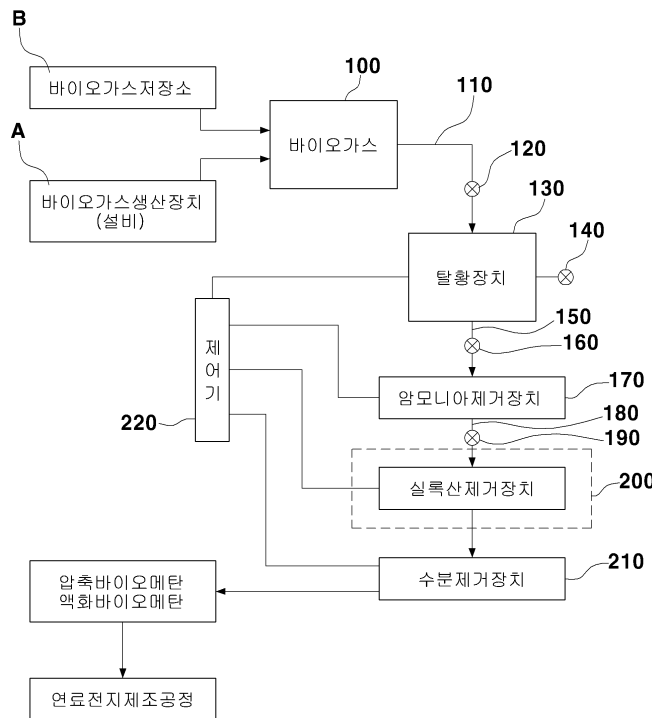 B
바이오가스저장소
100
110
A
바이오가스
120
바이오가스생산장치
(설비)
130
140
탈황장치
150
160
제
어
기
암모니아제거장치
170
180
220
190
200
실록산제거장치
수분제거장치
210
압축바이오메탄
액화바이오메탄
연료전지제조공정